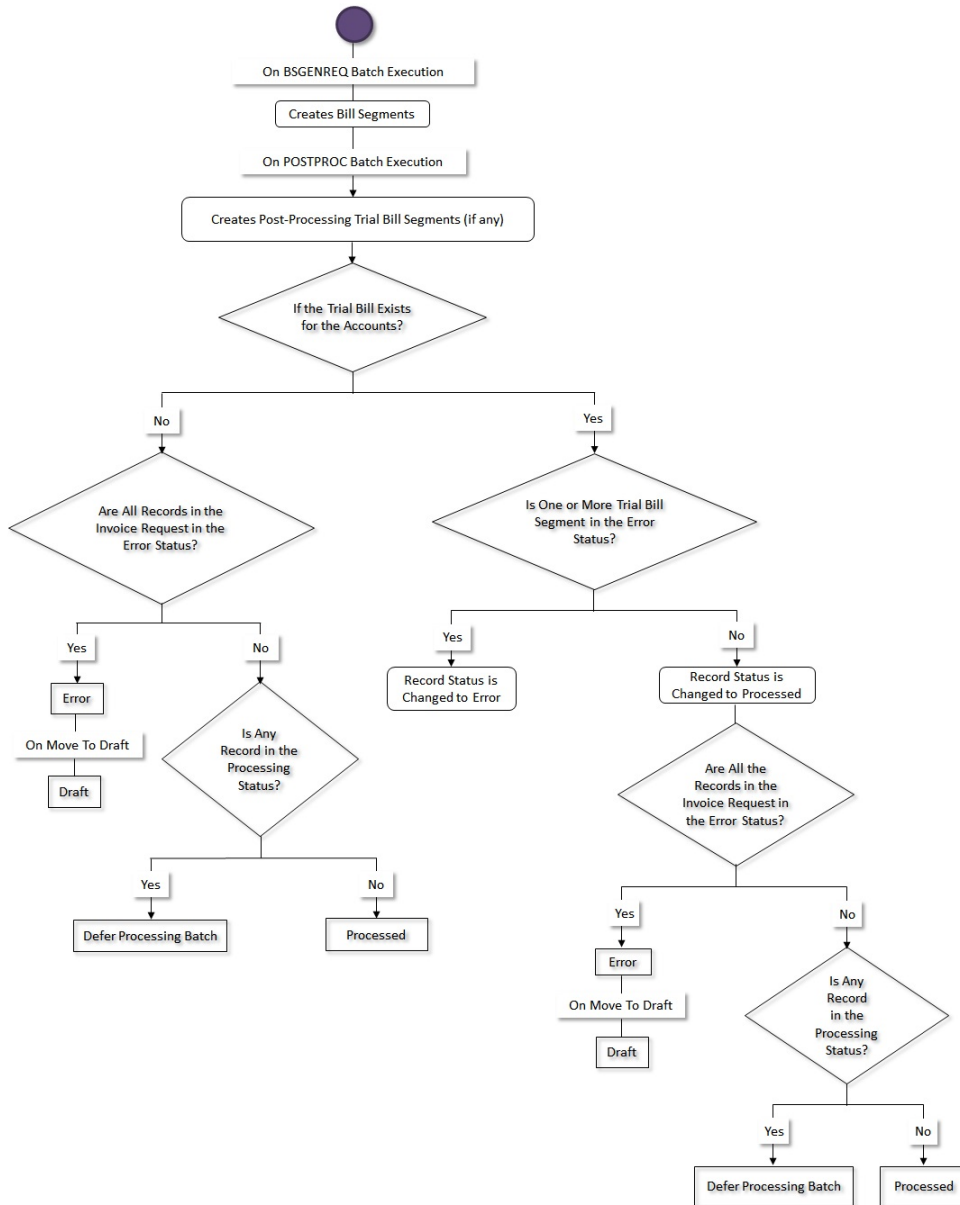 On BSGENREQ Batch Execution
Creates Bill Segments
On POSTPROC Batch Execution
Creates Post-Processing Trial Bill Segments (if any)
If the Trial Bill Exists
for the Accounts?
No
Yes
Are All Records in the
Invoice Request in the
Error Status?
Is One or More Trial Bill
Segment in the Error
Status?
Yes
No
Yes
No
Error
On Move To Draft
Draft
Is Any
Record in the
Processing
Status?
Record Status is
Changed to Error
Record Status is
Changed to Processed
Are All the
Records in the
Invoice Request in
the Error Status?
Yes
No
Defer Processing Batch
Processed
Yes
No
Error
On Move To Draft
Draft
Is Any
Record
in the
Processing
Status?
Yes
No
Defer Processing Batch
Processed